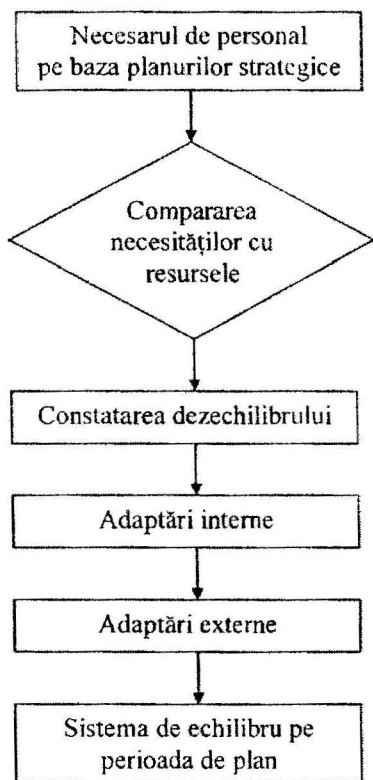 Necesarul de personal
pe baza planurilor strategice
Compararea
necesităților cu
resursele
Constatarea dezechilibrului
Adaptări interne
Adaptări externe
Sistema de echilibru pe
perioada de plan